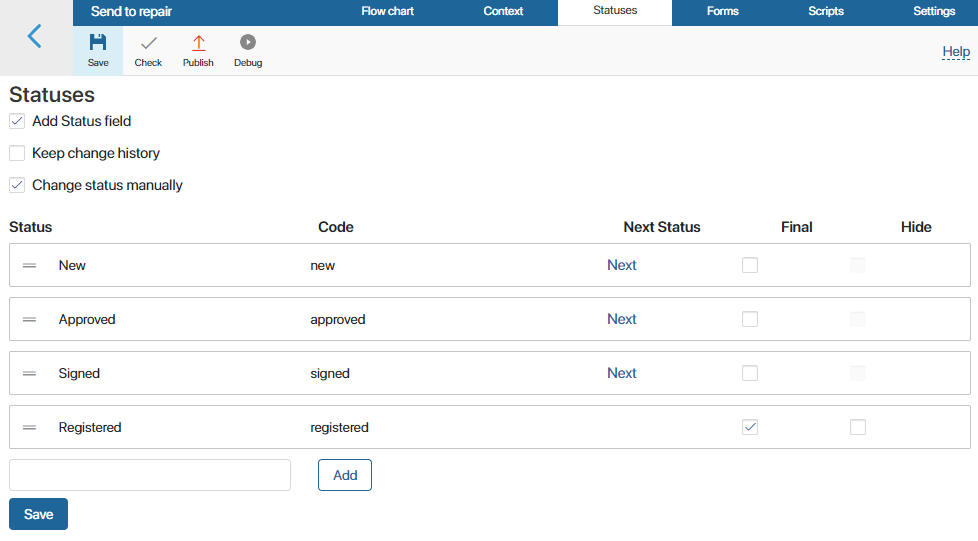 Send to repair Flow chart Context Statuses Forms Scripts Settings
Save Check Publish Debug Help
Statuses
Add Status field
Keep change history
Change status manually
Status Code Next Status Final Hide
New new Next
Approved approved Next
Signed signed Next
Registered registered
Add
Save